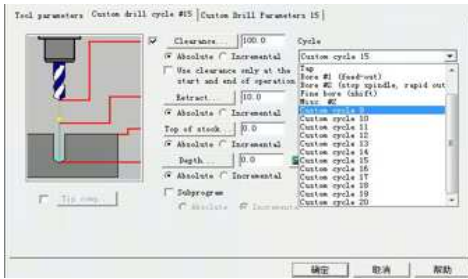 Tool parameters Custom drill cycle #15 Custom Drill Parameters 15
Clearance... 100.0
Absolute Incremental
Use clearance only at the
start and end of operation
Retract... 10.0
Absolute Incremental
Top of stock... 0.0
Absolute Incremental
Depth... 0.0
Absolute Incremental
Subprogram
Absolute Incremental
Tip comp...
Cycle
Custom cycle 15
Tap
Bore #1 (feed-out)
Bore #2 (stop spindle, rapid out
Fine bore (shift)
Misc #2
Custom cycle 9
Custom cycle 10
Custom cycle 11
Custom cycle 12
Custom cycle 13
Custom cycle 14
Custom cycle 15
Custom cycle 16
Custom cycle 17
Custom cycle 18
Custom cycle 19
Custom cycle 20
确定 取消 帮助